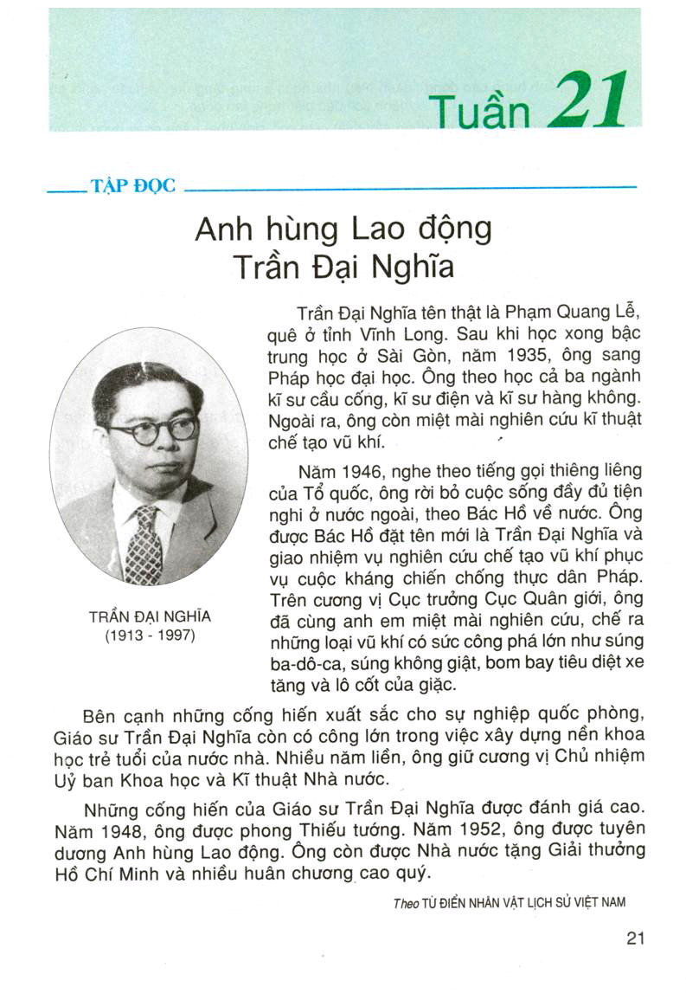 Tuần 21
TẬP ĐỌC
Anh hùng Lao động
Trần Đại Nghĩa
Trần Đại Nghĩa tên thật là Phạm Quang Lễ,
quê ở tỉnh Vĩnh Long. Sau khi học xong bậc
trung học ở Sài Gòn, năm 1935, ông sang
Pháp học đại học. Ông theo học cả ba ngành
kĩ sư cầu cống, kĩ sư điện và kĩ sư hàng không.
Ngoài ra, ông còn miệt mài nghiên cứu kĩ thuật
chế tạo vũ khí.
Năm 1946, nghe theo tiếng gọi thiêng liêng
của Tổ quốc, ông rời bỏ cuộc sống đầy đủ tiện
nghi ở nước ngoài, theo Bác Hồ về nước. Ông
được Bác Hồ đặt tên mới là Trần Đại Nghĩa và
giao nhiệm vụ nghiên cứu chế tạo vũ khí phục
vụ cuộc kháng chiến chống thực dân Pháp.
Trên cương vị Cục trưởng Cục Quân giới, ông
đã cùng anh em miệt mài nghiên cứu, chế ra
những loại vũ khí có sức công phá lớn như súng
ba-dô-ca, súng không giật, bom bay tiêu diệt xe
tăng và lô cốt của giặc.
TRẦN ĐẠI NGHĨA
(1913 - 1997)
Bên cạnh những cống hiến xuất sắc cho sự nghiệp quốc phòng,
Giáo sư Trần Đại Nghĩa còn có công lớn trong việc xây dựng nền khoa
học trẻ tuổi của nước nhà. Nhiều năm liền, ông giữ cương vị Chủ nhiệm
Uỷ ban Khoa học và Kĩ thuật Nhà nước.
Những cống hiến của Giáo sư Trần Đại Nghĩa được đánh giá cao.
Năm 1948, ông được phong Thiếu tướng. Năm 1952, ông được tuyên
dương Anh hùng Lao động. Ông còn được Nhà nước tặng Giải thưởng
Hồ Chí Minh và nhiều huân chương cao quý.
Theo TỪ ĐIỂN NHÂN VẬT LỊCH SỬ VIỆT NAM
21